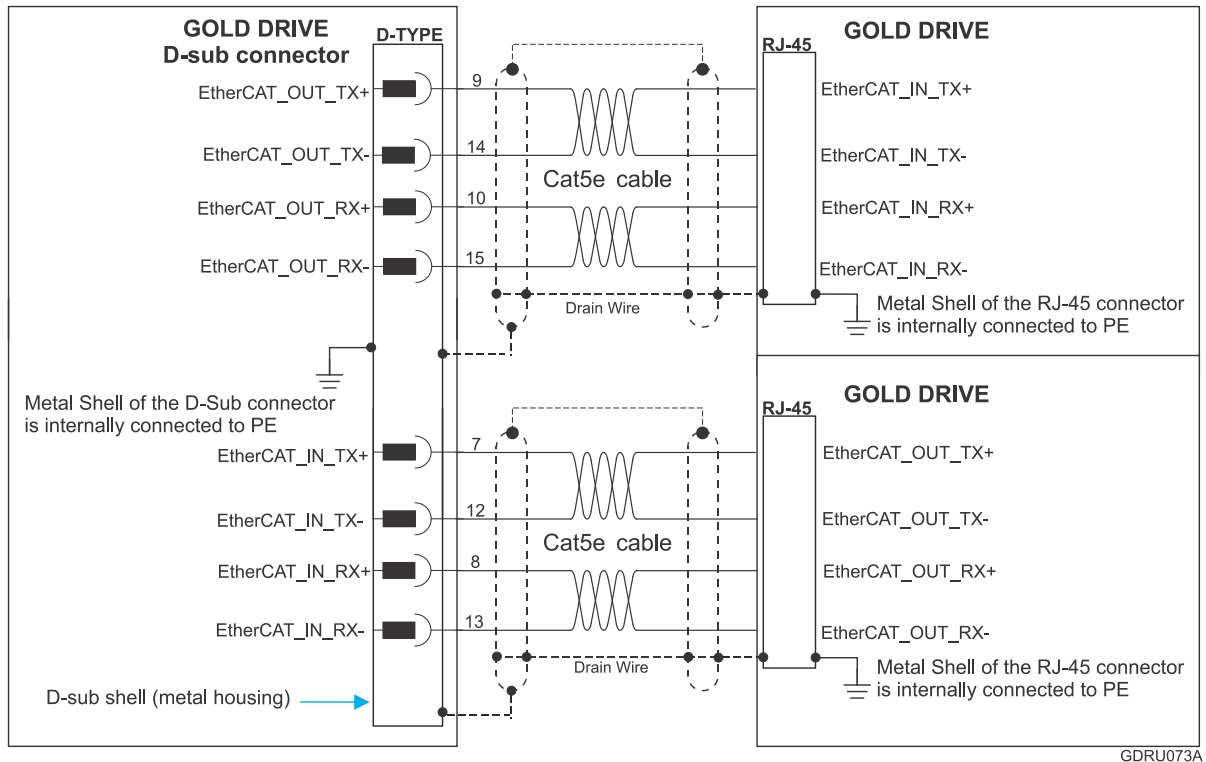 GOLD DRIVE
D-sub connector
D-TYPE
EtherCAT_OUT_TX+
EtherCAT_OUT_TX-
EtherCAT_OUT_RX+
EtherCAT_OUT_RX-
9
14
Cat5e cable
10
15
Drain Wire
RJ-45
GOLD DRIVE
EtherCAT_IN_TX+
EtherCAT_IN_TX-
EtherCAT_IN_RX+
EtherCAT_IN_RX-
Metal Shell of the RJ-45 connector
is internally connected to PE
Metal Shell of the D-Sub connector
is internally connected to PE
EtherCAT_IN_TX+
EtherCAT_IN_TX-
EtherCAT_IN_RX+
EtherCAT_IN_RX-
D-sub shell (metal housing)
7
12
Cat5e cable
8
13
Drain Wire
RJ-45
GOLD DRIVE
EtherCAT_OUT_TX+
EtherCAT_OUT_TX-
EtherCAT_OUT_RX+
EtherCAT_OUT_RX-
Metal Shell of the RJ-45 connector
is internally connected to PE
GDRU073A